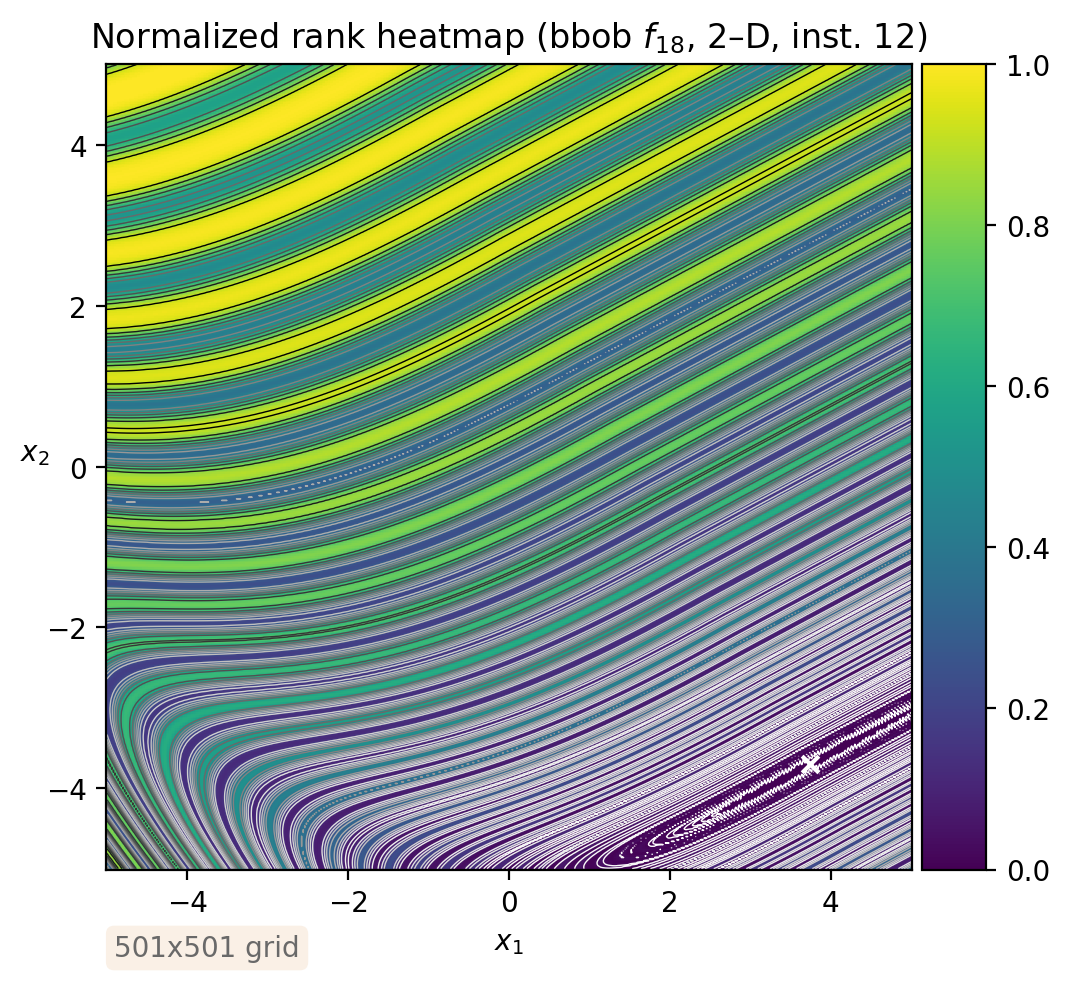 Normalized rank heatmap (bbob f18, 2–D, inst. 12)
1.0
0.8
0.6
0.4
0.2
0.0
4
2
0
−2
−4
x2
−4 −2 0 2 4
x1
501x501 grid